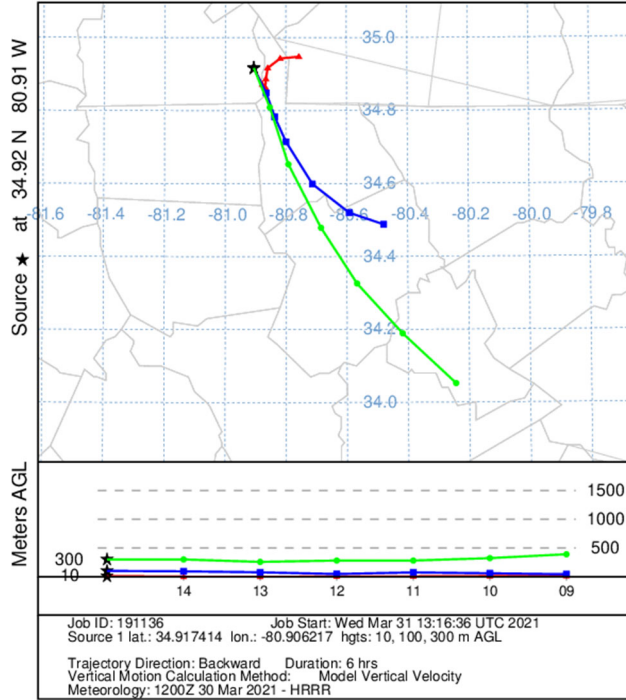 Source ★ at 34.92 N 80.91 W
35.0
34.8
34.6
-81.6 -81.4 -81.2 -81.0 -80.8 -80.6 -80.4 -80.2 -80.0 -79.8
34.4
34.2
34.0
Meters AGL
1500
1000
500
300
10
14 13 12 11 10 09
Job ID: 191136 Job Start: Wed Mar 31 13:16:36 UTC 2021
Source 1 lat.: 34.917414 lon.: -80.906217 hgts: 10, 100, 300 m AGL
Trajectory Direction: Backward Duration: 6 hrs
Vertical Motion Calculation Method: Model Vertical Velocity
Meteorology: 1200Z 30 Mar 2021 - HRRR